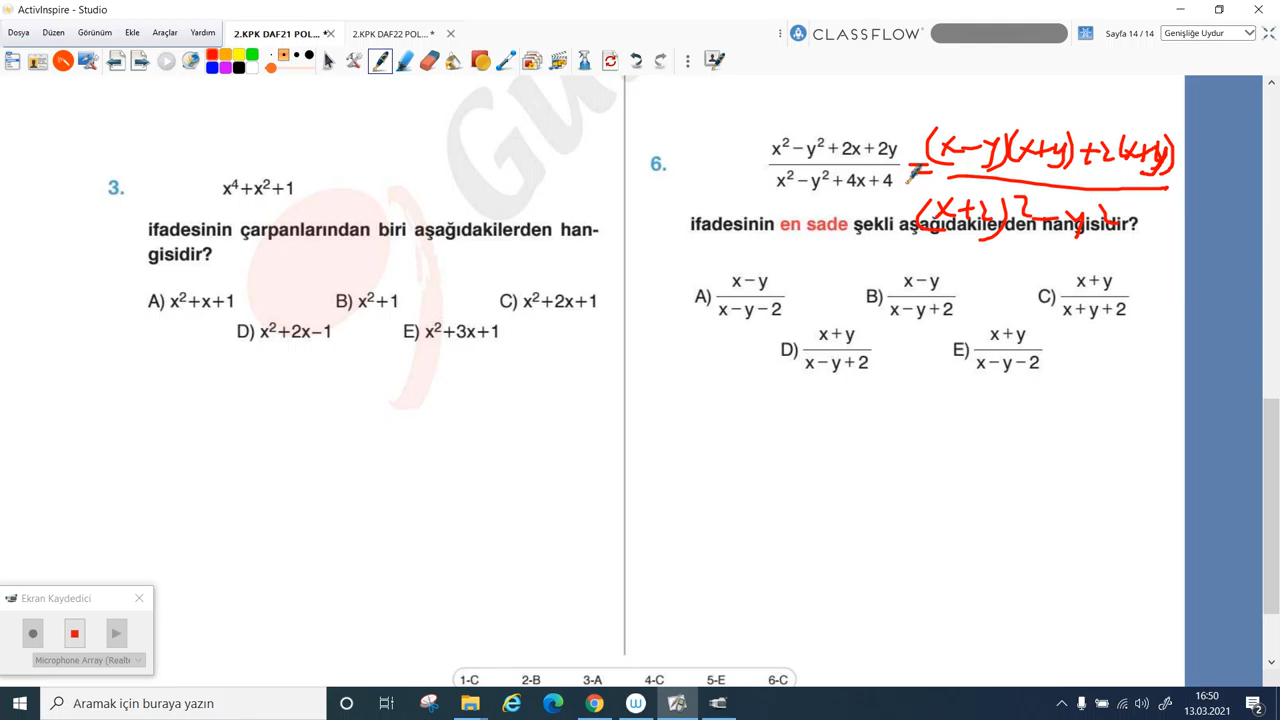 ActivInspire - Studio
Dosya Düzen Görünüm Ekle Araçlar Yardım
2.KPK DAF21 POL... *
2.KPK DAF22 POL... *
CLASSFLOW
Sayfa 14 / 14
Genişliğe Uydur
3.
x⁴+x²+1
ifadesinin çarpanlarından biri aşağıdakilerden han-
gisidir?
A) x²+x+1 B) x²+1 C) x²+2x+1
D) x²+2x−1 E) x²+3x+1
6.
x² − y² + 2x + 2y
x² − y² + 4x + 4
= (x−y)(x+y)+2(x+y)
(x+2)² − y²
ifadesinin en sade şekli aşağıdakilerden hangisidir?
A) x − y / x − y − 2 B) x − y / x − y + 2 C) x + y / x + y + 2
D) x + y / x − y + 2 E) x + y / x − y − 2
1-C 2-B 3-A 4-C 5-E 6-C
Ekran Kaydedici
Microphone Array (Realt
Aramak için buraya yazın
16:50
13.03.2021
2